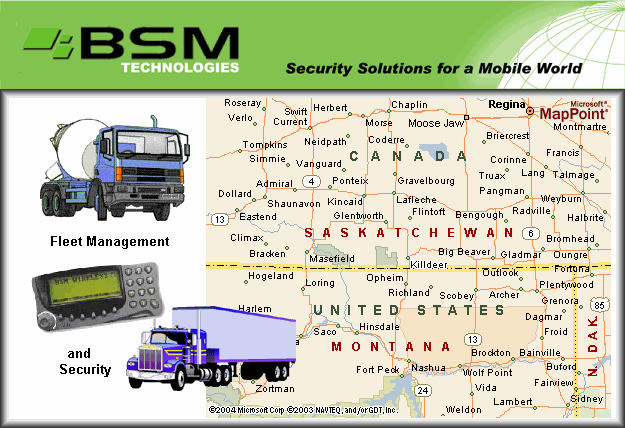 BSM
TECHNOLOGIES
Security Solutions for a Mobile World
Fleet Management
and
Security
Microsoft®
MapPoint®
Roseray
Herbert
Chaplin
Regina
Verlo
Swift
Current
Morse
Moose Jaw
Montmartre
Neidpath
Coderre
Briercrest
Tompkins
Simmie
Vanguard
CANADA
Corinne
Francis
Truax
Lang
Talmage
Admiral
4
Ponteix
Gravelbourg
Pangman
Dollard
Shaunavon
Kincaid
Lafleche
Weyburn
13
Eastend
Glentworth
Flintoft
Bengough
Radville
Halbrite
Climax
SASKATCHEWAN
6
Bromhead
Bracken
Masefield
Big Beaver
Gladmar
Oungre
Killdeer
Fortuna
Hogeland
Loring
Opheim
Outlook
Plentywood
Richland
Scobey
Archer
Grenora
Harlem
UNITED STATES
85
Dagmar
Saco
Hinsdale
Froid
MONTANA
13
Brockton
Bainville
N. DAK.
Fort Peck
Nashua
Wolf Point
Buford
Zortman
24
Vida
Fairview
Weldon
Lambert
Sidney
©2004 Microsoft Corp ©2003 NAVTEQ, and/or GDT, Inc.